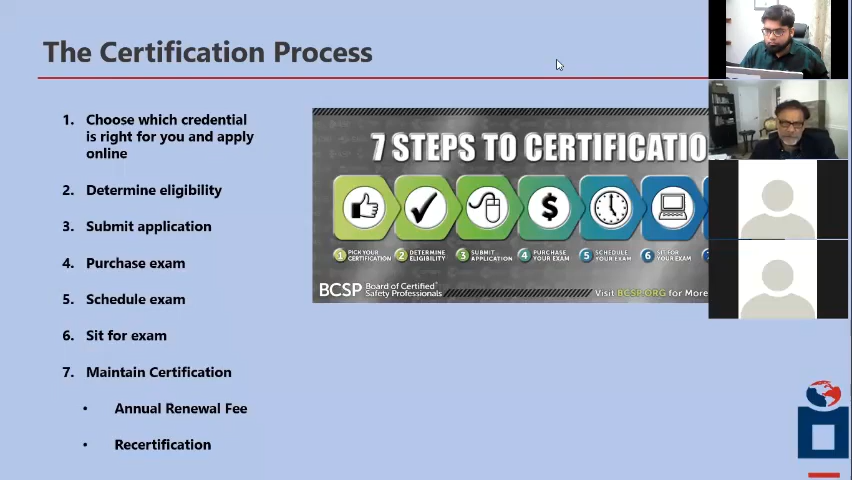 The Certification Process
1. Choose which credential
is right for you and apply
online
2. Determine eligibility
3. Submit application
4. Purchase exam
5. Schedule exam
6. Sit for exam
7. Maintain Certification
• Annual Renewal Fee
• Recertification
7 STEPS TO CERTIFICATIO
1 PICK YOUR
CERTIFICATION
2 DETERMINE
ELIGIBILITY
3 SUBMIT
APPLICATION
4 PURCHASE
YOUR EXAM
5 SCHEDULE
YOUR EXAM
6 SIT FOR
YOUR EXAM
BCSP Board of Certified
Safety Professionals
Visit BCSP.ORG for More